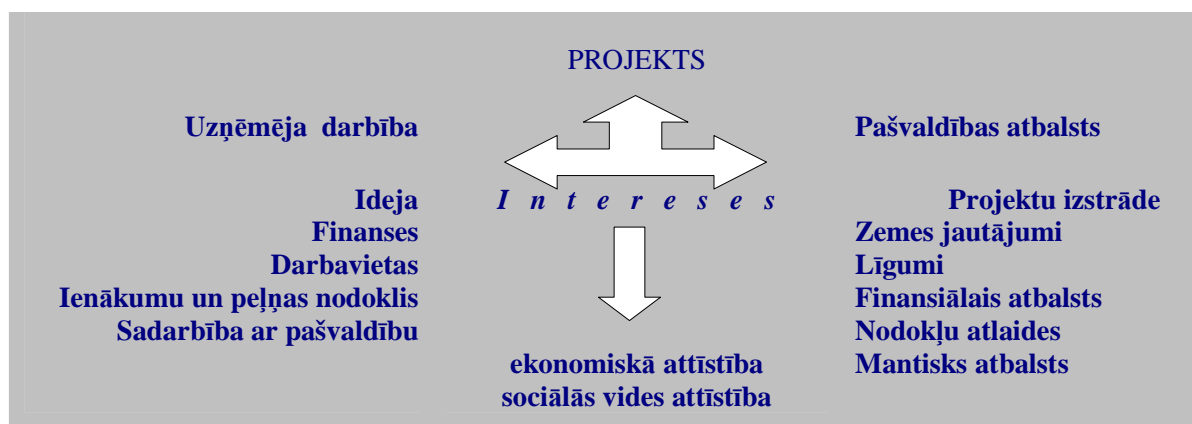 PROJEKTS
Uzņēmēja darbība
Pašvaldības atbalsts
Ideja
Finanses
Darbavietas
Ienākumu un peļņas nodoklis
Sadarbība ar pašvaldību
I n t e r e s e s
ekonomiskā attīstība
sociālās vides attīstība
Projektu izstrāde
Zemes jautājumi
Līgumi
Finansiālais atbalsts
Nodokļu atlaides
Mantisks atbalsts